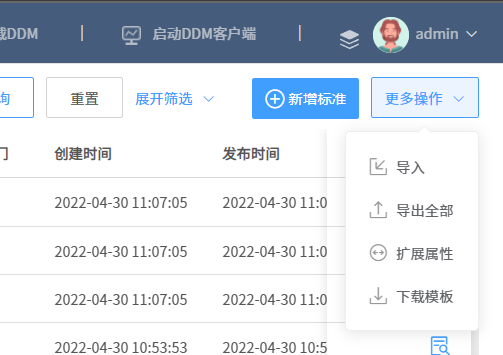 载DDM | 启动DDM客户端 | admin
询 重置 展开筛选 新增标准 更多操作
门 创建时间 发布时间
2022-04-30 11:07:05 2022-04-30 11:0
2022-04-30 11:07:05 2022-04-30 11:0
2022-04-30 11:07:05 2022-04-30 11:0
2022-04-30 10:53:53 2022-04-30 10:5
导入
导出全部
扩展属性
下载模板